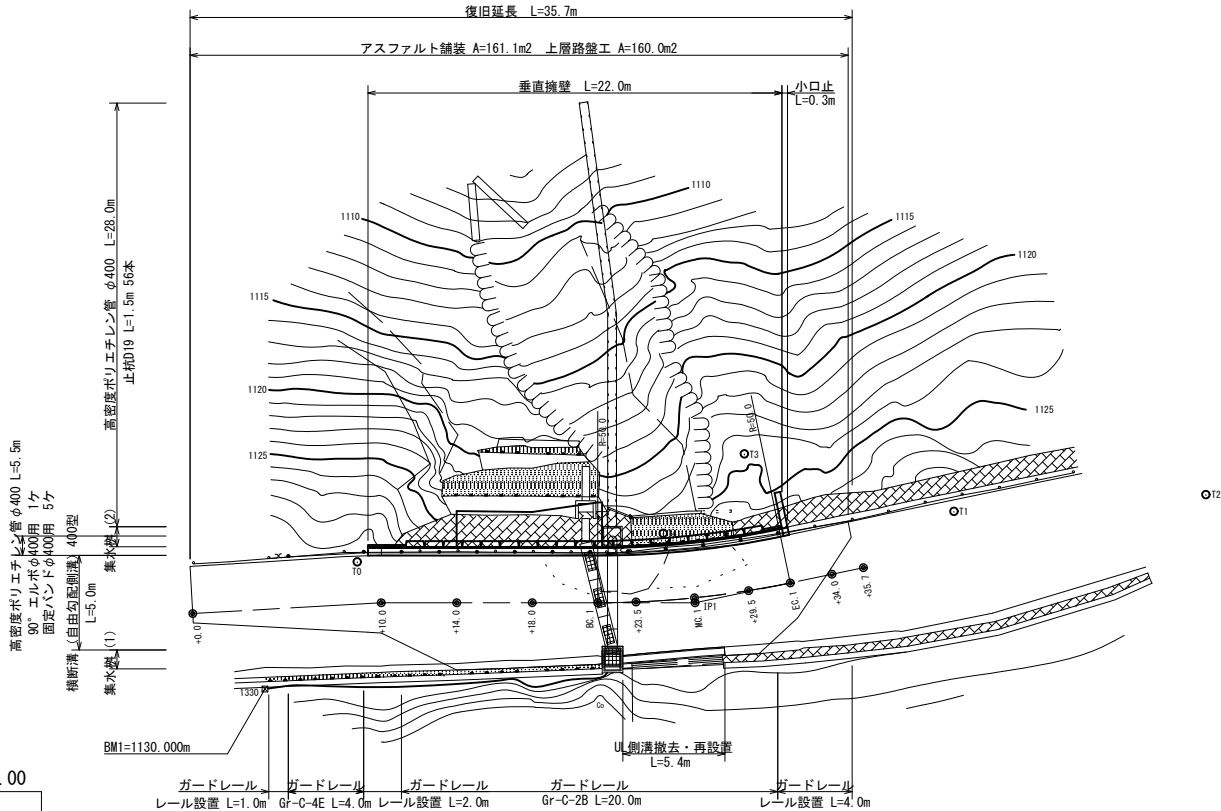 復旧延長 L=35.7m
アスファルト舗装 A=161.1m2 上層路盤工 A=160.0m2
垂直擁壁 L=22.0m
小口止
L=0.3m
高密度ポリエチレン管 φ400 L=28.0m
止杭D19 L=1.5m 56本
高密度ポリエチレン管φ400 L=5.5m
90° エルボφ400用 1ケ
固定バンドφ400用 5ケ
集水桝 (2)
横断溝 (自由勾配側溝) 400型
L=5.0m
集水桝 (1)
1110
1110
1115
1120
1115
1120
1125
1125
R=50.0
R=50.0
T3
T2
T1
T0
+0.0
+10.0
+14.0
+18.0
BC.1
+23.5
MC.1
IP1
+29.5
EC.1
+34.0
+35.7
1330
Co
BM1=1130.000m
UL側溝撤去・再設置
L=5.4m
ガードレール
レール設置 L=1.0m
ガードレール
Gr-C-4E L=4.0m
ガードレール
レール設置 L=2.0m
ガードレール
Gr-C-2B L=20.0m
ガードレール
レール設置 L=4.0m
.00